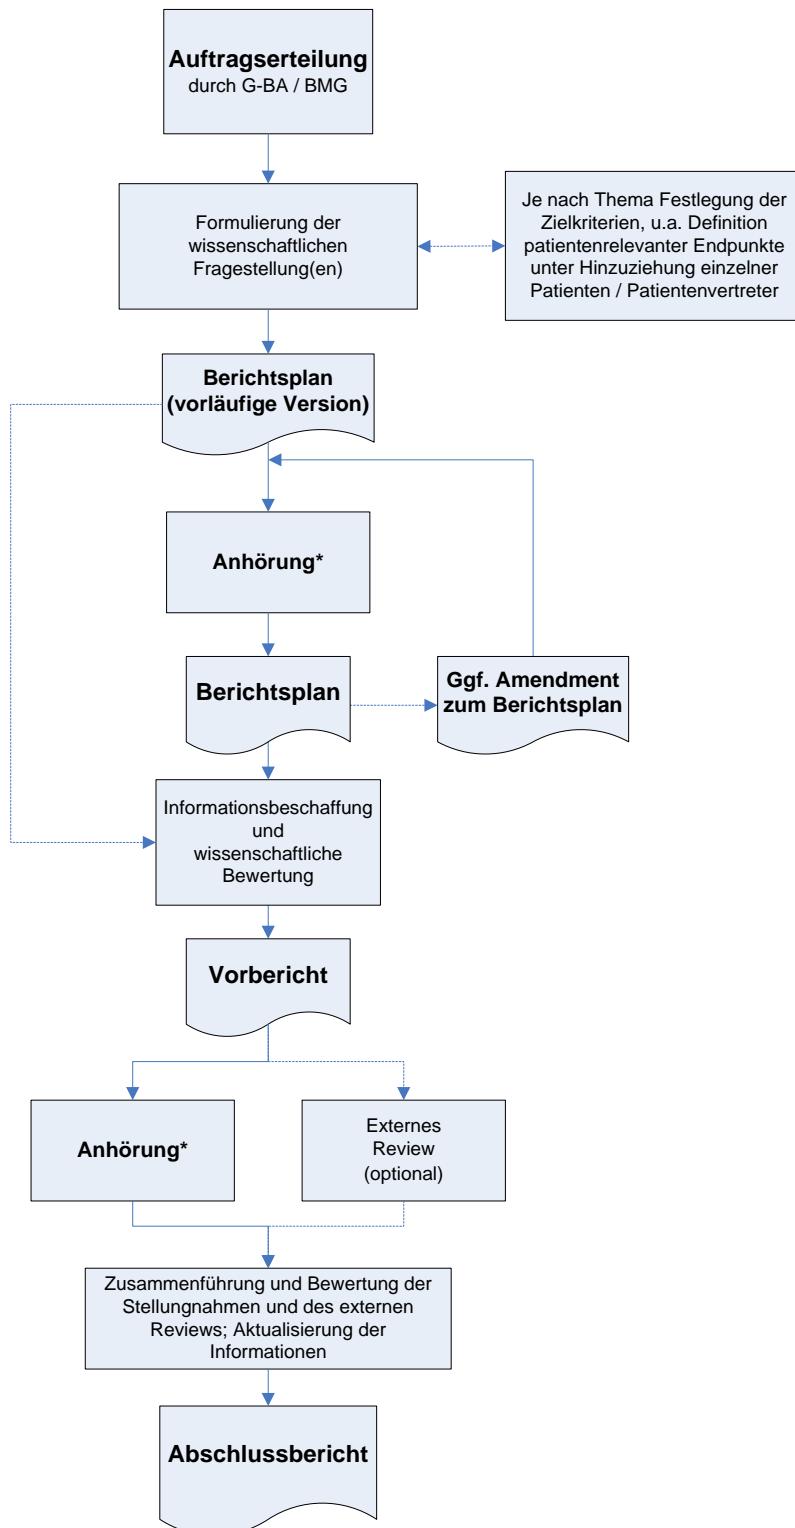 Auftragserteilung
durch G-BA / BMG
Formulierung der
wissenschaftlichen
Fragestellung(en)
Je nach Thema Festlegung der
Zielkriterien, u.a. Definition
patientenrelevanter Endpunkte
unter Hinzuziehung einzelner
Patienten / Patientenvertreter
Berichtsplan
(vorläufige Version)
Anhörung*
Berichtsplan
Ggf. Amendment
zum Berichtsplan
Informationsbeschaffung
und
wissenschaftliche
Bewertung
Vorbericht
Anhörung*
Externes
Review
(optional)
Zusammenführung und Bewertung der
Stellungnahmen und des externen
Reviews; Aktualisierung der
Informationen
Abschlussbericht